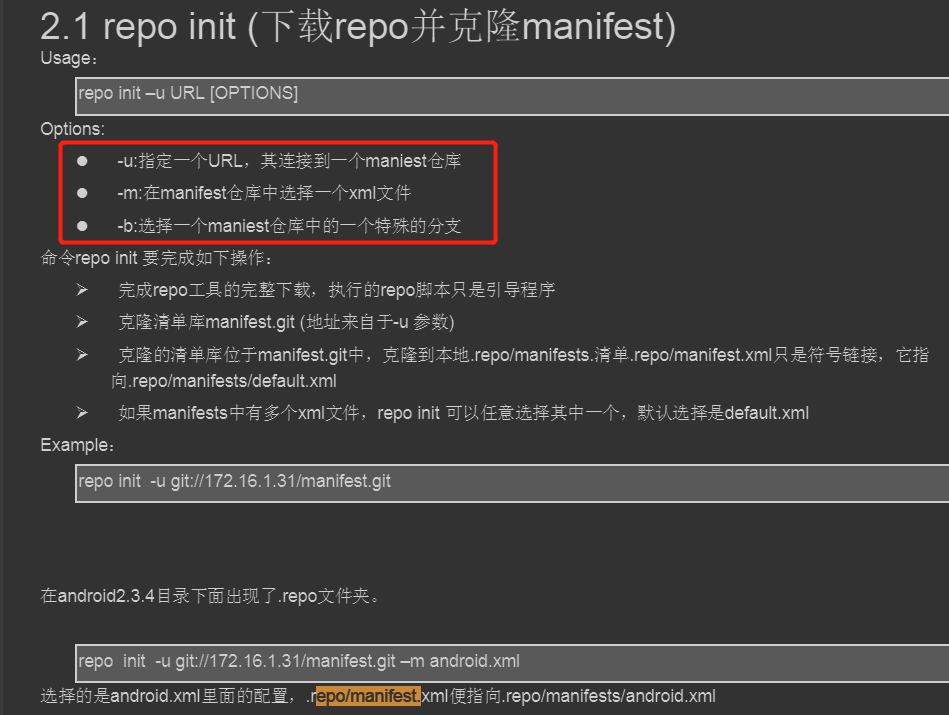 2.1 repo init (下载repo并克隆manifest)
Usage：
repo init –u URL [OPTIONS]
Options:
● -u:指定一个URL，其连接到一个maniest仓库
● -m:在manifest仓库中选择一个xml文件
● -b:选择一个maniest仓库中的一个特殊的分支
命令repo init 要完成如下操作：
➢ 完成repo工具的完整下载，执行的repo脚本只是引导程序
➢ 克隆清单库manifest.git (地址来自于-u 参数)
➢ 克隆的清单库位于manifest.git中，克隆到本地.repo/manifests.清单.repo/manifest.xml只是符号链接，它指
向.repo/manifests/default.xml
➢ 如果manifests中有多个xml文件，repo init 可以任意选择其中一个，默认选择是default.xml
Example：
repo init -u git://172.16.1.31/manifest.git
在android2.3.4目录下面出现了.repo文件夹。
repo init -u git://172.16.1.31/manifest.git –m android.xml
选择的是android.xml里面的配置，.repo/manifest.xml便指向.repo/manifests/android.xml